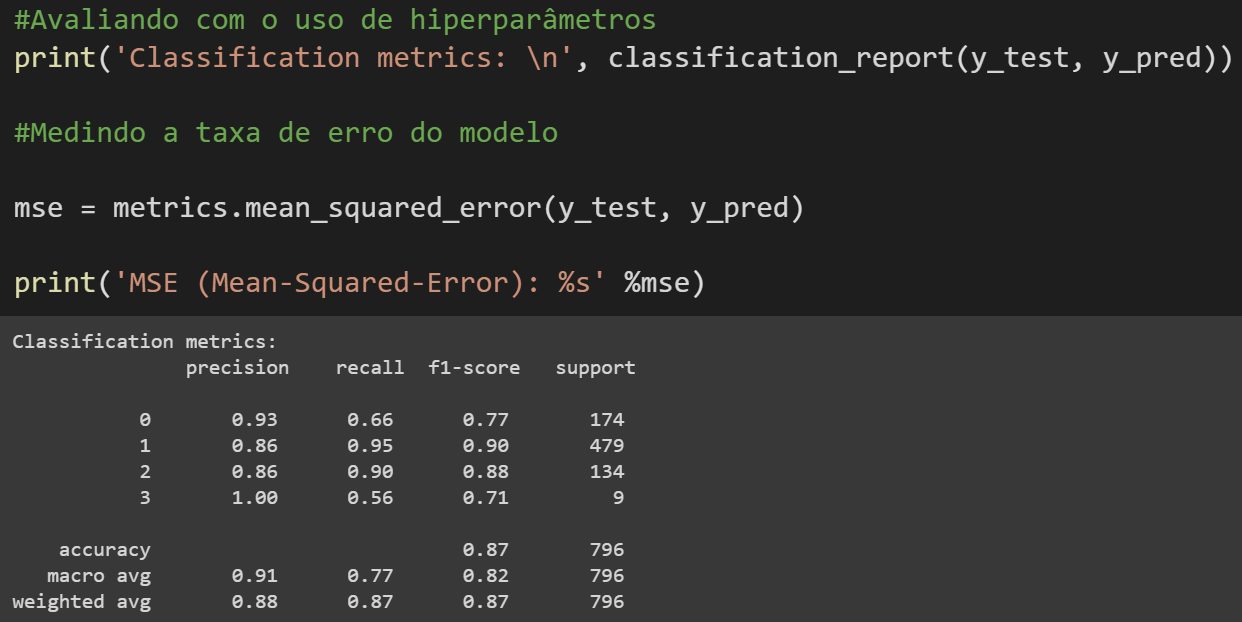 #Avaliando com o uso de hiperparâmetros
print('Classification metrics: \n', classification_report(y_test, y_pred))
#Medindo a taxa de erro do modelo
mse = metrics.mean_squared_error(y_test, y_pred)
print('MSE (Mean-Squared-Error): %s' %mse)
Classification metrics:
precision recall f1-score support
0 0.93 0.66 0.77 174
1 0.86 0.95 0.90 479
2 0.86 0.90 0.88 134
3 1.00 0.56 0.71 9
accuracy 0.87 796
macro avg 0.91 0.77 0.82 796
weighted avg 0.88 0.87 0.87 796